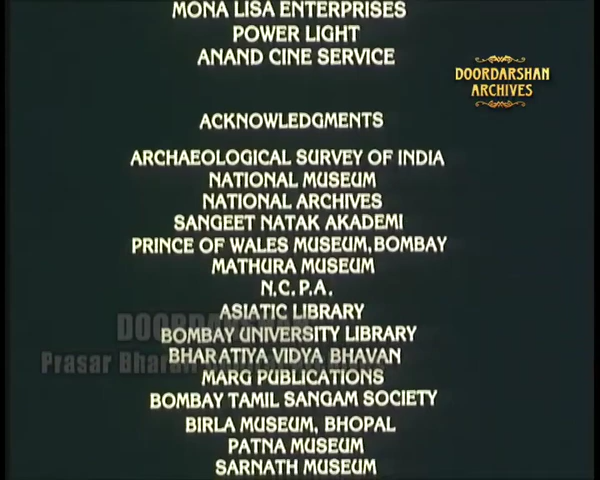 MONA LISA ENTERPRISES
POWER LIGHT
ANAND CINE SERVICE
DOORDARSHAN
ARCHIVES
ACKNOWLEDGMENTS
ARCHAEOLOGICAL SURVEY OF INDIA
NATIONAL MUSEUM
NATIONAL ARCHIVES
SANGEET NATAK AKADEMI
PRINCE OF WALES MUSEUM, BOMBAY
MATHURA MUSEUM
N.C.P.A.
ASIATIC LIBRARY
BOMBAY UNIVERSITY LIBRARY
BHARATIYA VIDYA BHAVAN
MARG PUBLICATIONS
BOMBAY TAMIL SANGAM SOCIETY
BIRLA MUSEUM, BHOPAL
PATNA MUSEUM
SARNATH MUSEUM
Prasar Bharati